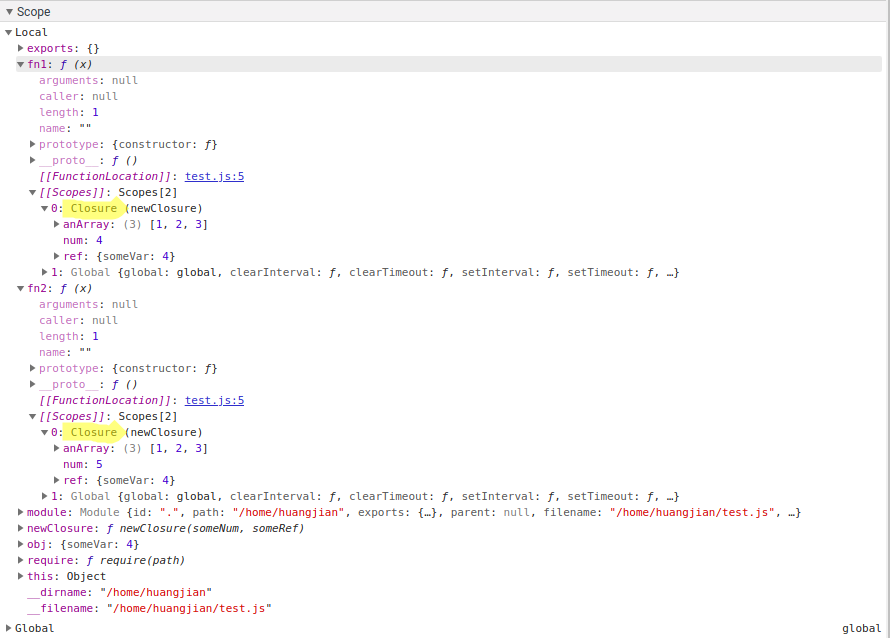 Scope
Local
exports: {}
fn1: ƒ (x)
arguments: null
caller: null
length: 1
name: ""
prototype: {constructor: ƒ}
__proto__: ƒ ()
[[FunctionLocation]]: test.js:5
[[Scopes]]: Scopes[2]
0: Closure (newClosure)
anArray: (3) [1, 2, 3]
num: 4
ref: {someVar: 4}
1: Global {global: global, clearInterval: ƒ, clearTimeout: ƒ, setInterval: ƒ, setTimeout: ƒ, …}
fn2: ƒ (x)
arguments: null
caller: null
length: 1
name: ""
prototype: {constructor: ƒ}
__proto__: ƒ ()
[[FunctionLocation]]: test.js:5
[[Scopes]]: Scopes[2]
0: Closure (newClosure)
anArray: (3) [1, 2, 3]
num: 5
ref: {someVar: 4}
1: Global {global: global, clearInterval: ƒ, clearTimeout: ƒ, setInterval: ƒ, setTimeout: ƒ, …}
module: Module {id: ".", path: "/home/huangjian", exports: {…}, parent: null, filename: "/home/huangjian/test.js", …}
newClosure: ƒ newClosure(someNum, someRef)
obj: {someVar: 4}
require: ƒ require(path)
this: Object
__dirname: "/home/huangjian"
__filename: "/home/huangjian/test.js"
Global global